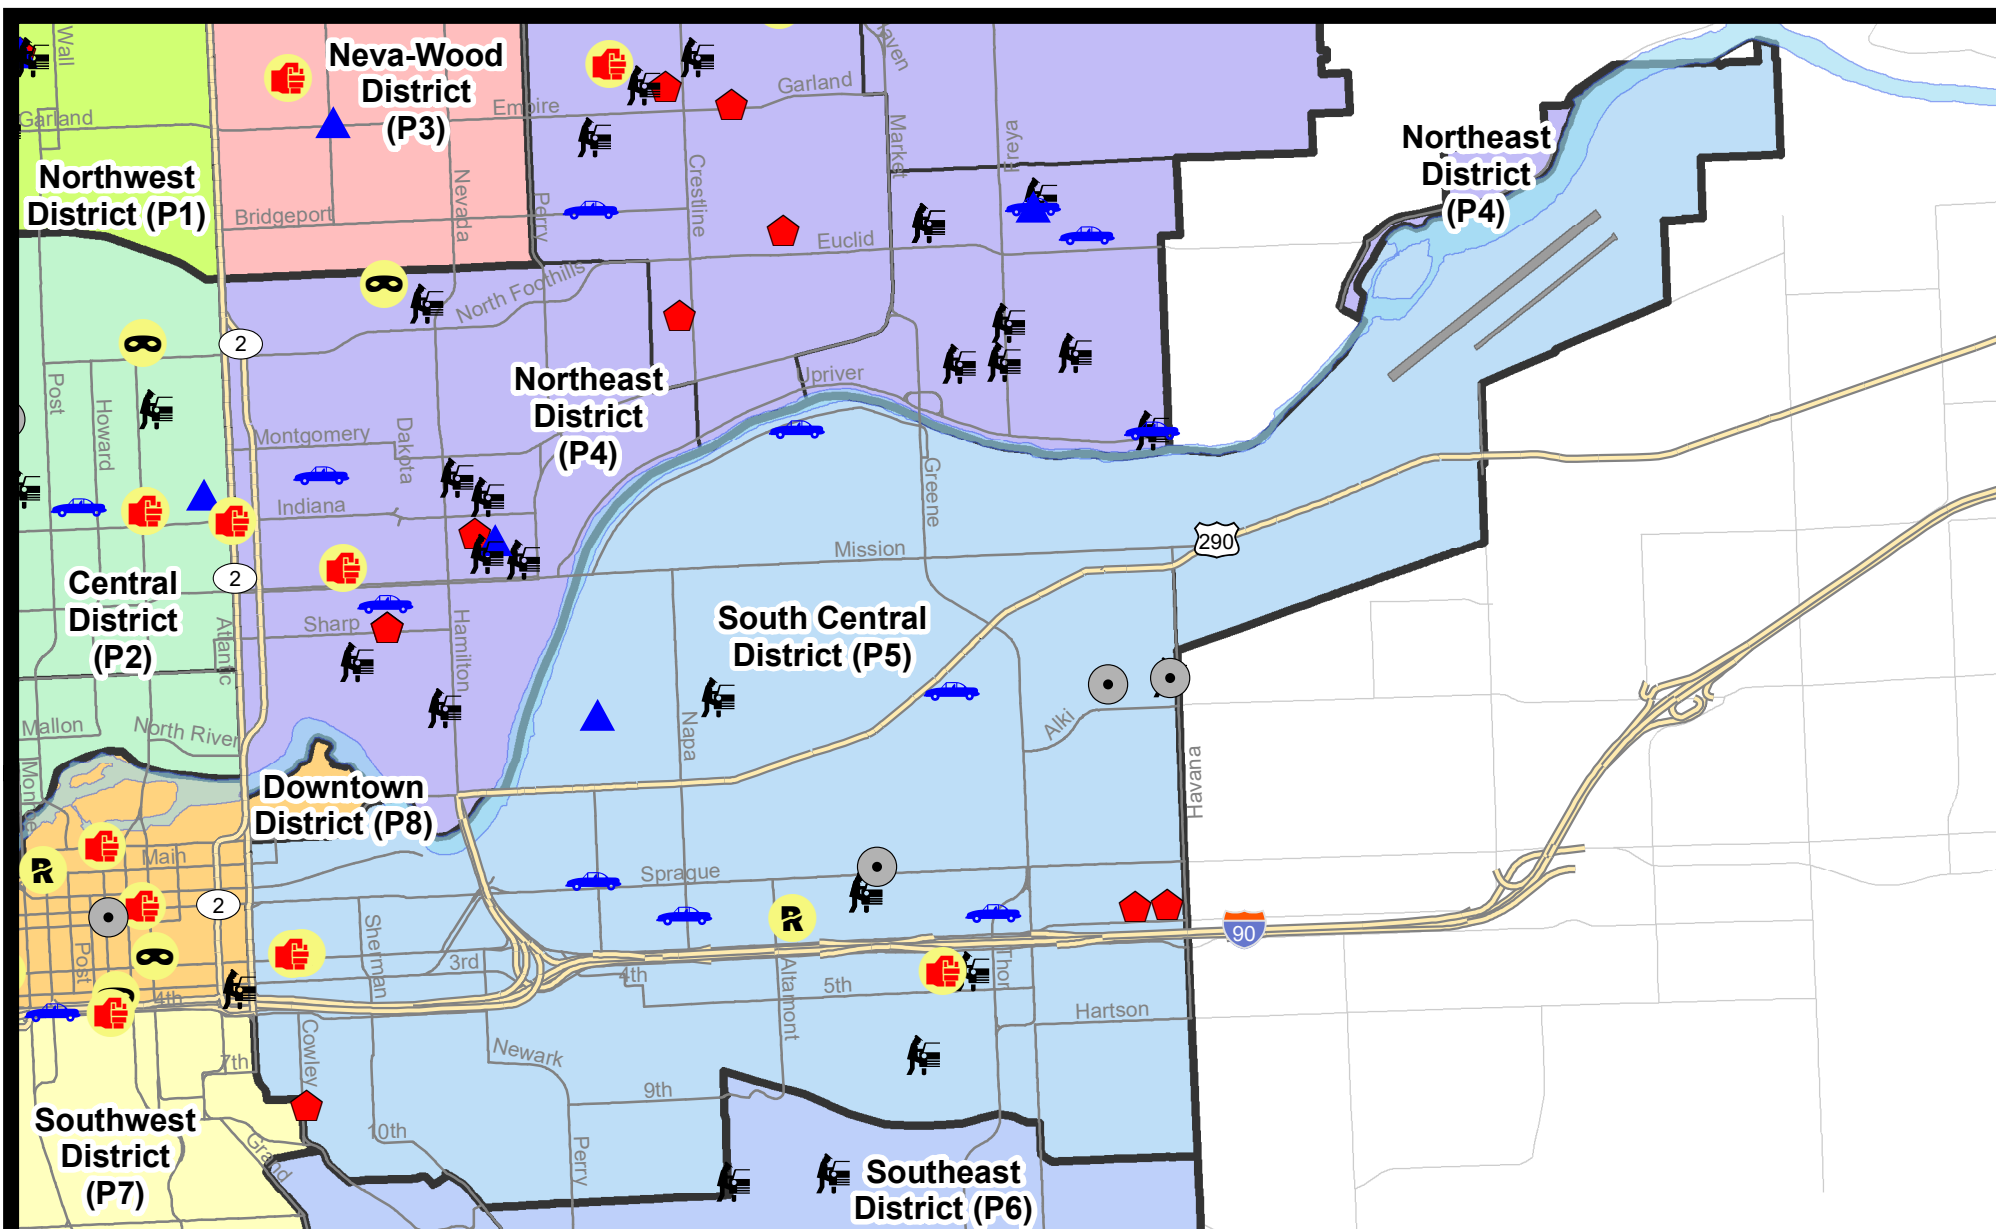 Wall
Neva-Wood
District
(P3)
Empire
Garland
Garland
Market
Freya
Northeast
District
(P4)
Northwest
District (P1)
Bridgeport
Nevada
Perry
Crestline
Euclid
North Foothills
2
Post
Howard
Northeast
District
(P4)
Upriver
Montgomery
Dakota
Indiana
Greene
Mission
290
2
Central
District
(P2)
Atlantic
Sharp
Hamilton
South Central
District (P5)
Mallon
North River
Napa
Alki
Havana
Monroe
Downtown
District (P8)
Main
R
2
Sprague
R
90
Post
Sherman
3rd
4th
4th
5th
Altamont
Thor
Hartson
Cowley
7th
Newark
9th
10th
Grand
Perry
Southwest
District
(P7)
Southeast
District (P6)